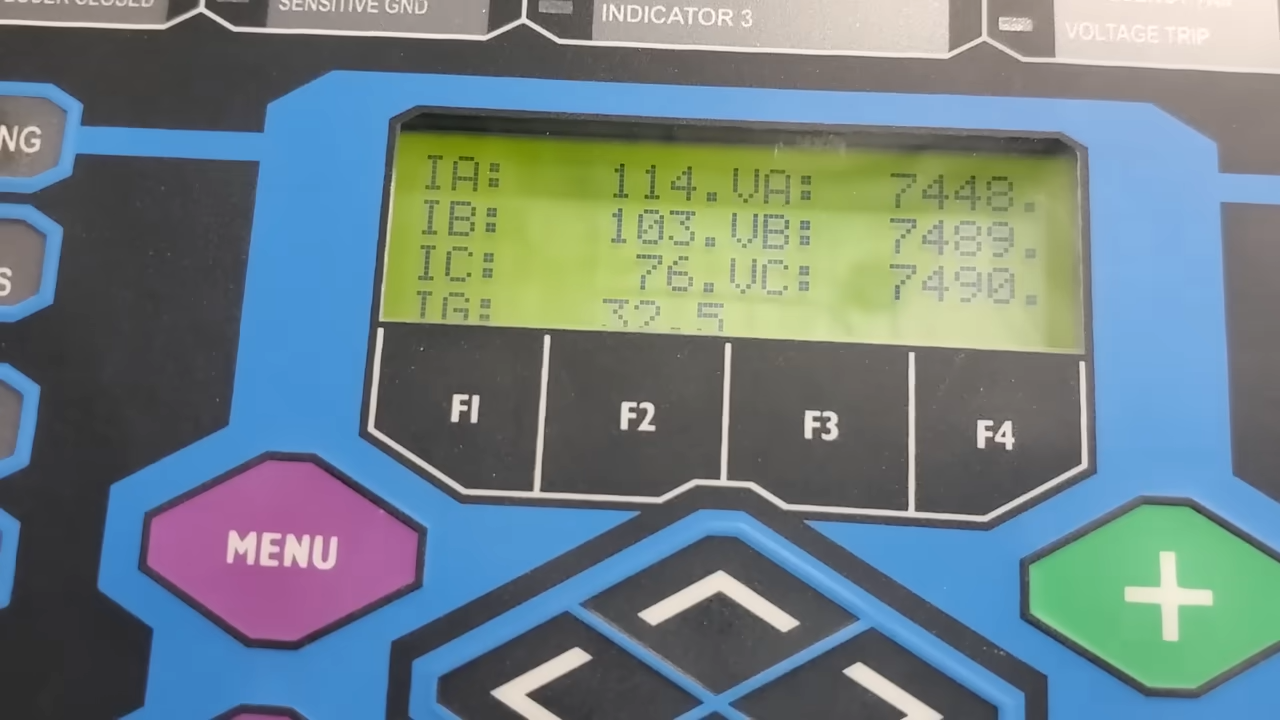 SENSITIVE GND
INDICATOR 3
VOLTAGE TRIP
IA: 114. VA: 7448.
IB: 103. VB: 7489.
IC: 76. VC: 7490.
IG: 32.5
F1 F2 F3 F4
MENU
+